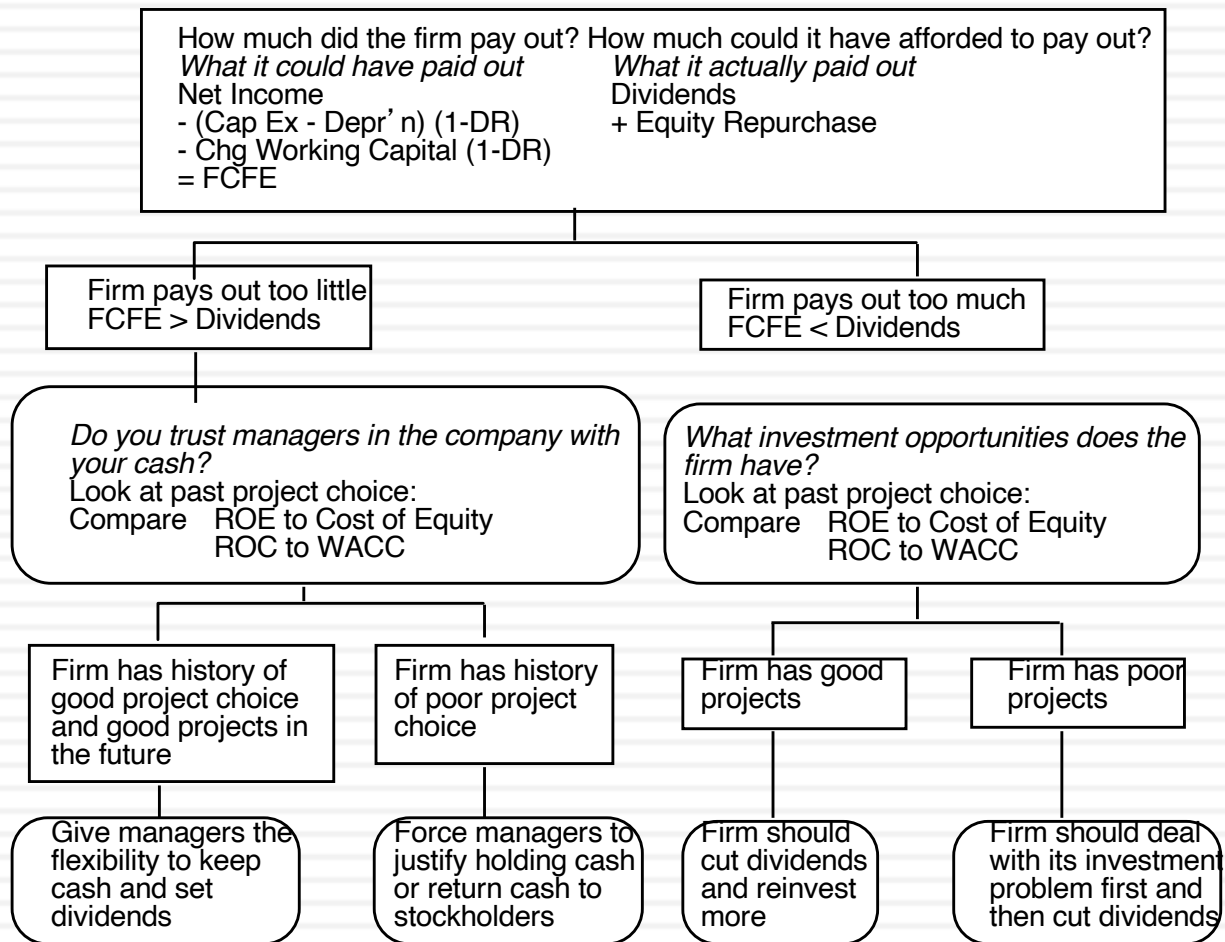 How much did the firm pay out? How much could it have afforded to pay out?
What it could have paid out
What it actually paid out
Net Income
Dividends
- (Cap Ex - Depr’n) (1-DR)
+ Equity Repurchase
- Chg Working Capital (1-DR)
= FCFE
Firm pays out too little
FCFE > Dividends
Firm pays out too much
FCFE < Dividends
Do you trust managers in the company with
your cash?
Look at past project choice:
Compare ROE to Cost of Equity
ROC to WACC
What investment opportunities does the
firm have?
Look at past project choice:
Compare ROE to Cost of Equity
ROC to WACC
Firm has history of
good project choice
and good projects in
the future
Firm has history
of poor project
choice
Firm has good
projects
Firm has poor
projects
Give managers the
flexibility to keep
cash and set
dividends
Force managers to
justify holding cash
or return cash to
stockholders
Firm should
cut dividends
and reinvest
more
Firm should deal
with its investment
problem first and
then cut dividends